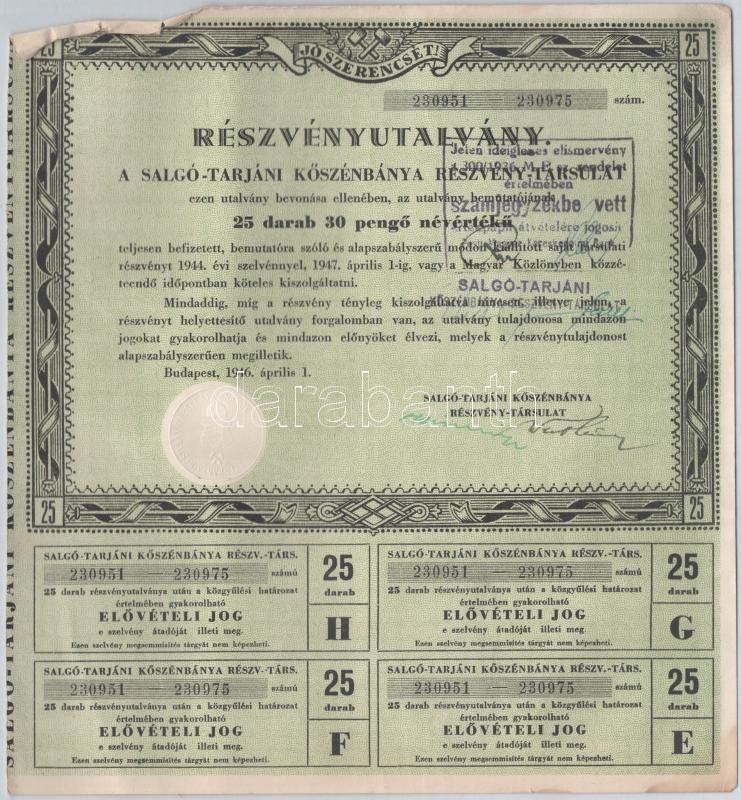 JÓ SZERENCSÉT!
25
25
230951 — 230975 szám.
RÉSZVÉNYUTALVÁNY.
A SALGÓ-TARJÁNI KŐSZÉNBÁNYA RÉSZVÉNY-TÁRSULAT
ezen utalvány bevonása ellenében, az utalvány bemutatójának
25 darab 30 pengő névértékű
teljesen befizetett, bemutatóra szóló és alapszabályszerű módon kiállított saját Társulati
részvényt 1944. évi szelvénnyel, 1947. április 1-ig, vagy a Magyar Közlönyben közzé-
teendő időpontban köteles kiszolgáltatni.
Mindaddig, míg a részvény tényleg kiszolgáltatva nincsen, illetve jelen, a
részvényt helyettesítő utalvány forgalomban van, az utalvány tulajdonosa mindazon
jogokat gyakorolhatja és mindazon előnyöket élvezi, melyek a részvénytulajdonost
alapszabályszerűen megilletik.
Budapest, 1946. április 1.
SALGÓ-TARJÁNI KŐSZÉNBÁNYA
RÉSZVÉNY-TÁRSULAT
Jelen ideiglenes elismervény
300/1936 M. E. sz. rendelet
értelmében
számjegyzékbe vett
átvételére jogosít
SALGÓ-TARJÁNI
darabanth
25
25
SALGÓ-TARJÁNI KŐSZÉNBÁNYA RÉSZV.-TÁRS.
230951 — 230975 számú
25 darab részvényutalványa után a közgyűlési határozat
értelmében gyakorolható
ELŐVÉTELI JOG
e szelvény átadóját illeti meg.
Ezen szelvény megsemmisítés tárgyát nem képezheti.
25
darab
H
SALGÓ-TARJÁNI KŐSZÉNBÁNYA RÉSZV.-TÁRS.
230951 — 230975 számú
25 darab részvényutalványa után a közgyűlési határozat
értelmében gyakorolható
ELŐVÉTELI JOG
e szelvény átadóját illeti meg.
Ezen szelvény megsemmisítés tárgyát nem képezheti.
25
darab
G
SALGÓ-TARJÁNI KŐSZÉNBÁNYA RÉSZV.-TÁRS.
230951 — 230975 számú
25 darab részvényutalványa után a közgyűlési határozat
értelmében gyakorolható
ELŐVÉTELI JOG
e szelvény átadóját illeti meg.
Ezen szelvény megsemmisítés tárgyát nem képezheti.
25
darab
F
SALGÓ-TARJÁNI KŐSZÉNBÁNYA RÉSZV.-TÁRS.
230951 — 230975 számú
25 darab részvényutalványa után a közgyűlési határozat
értelmében gyakorolható
ELŐVÉTELI JOG
e szelvény átadóját illeti meg.
Ezen szelvény megsemmisítés tárgyát nem képezheti.
25
darab
E
SALGÓ-TARJÁNI KŐSZÉNBÁNYA RÉSZVÉNYTÁRSULAT